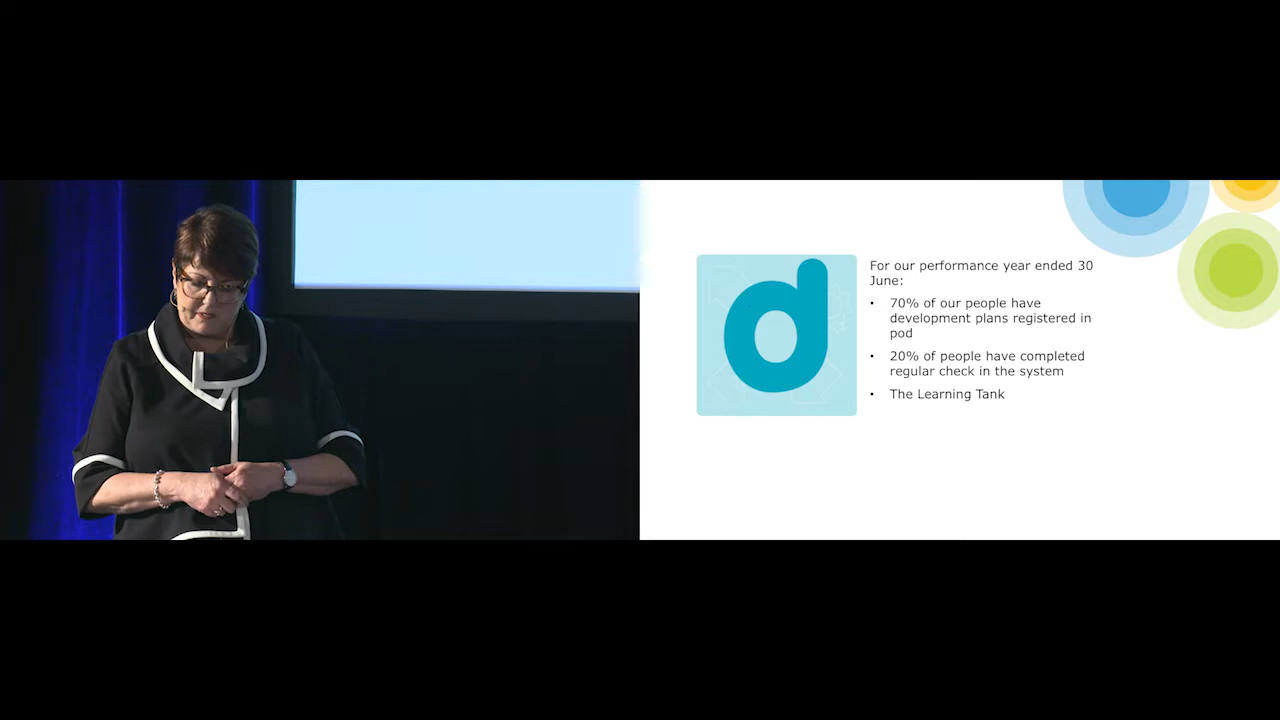 d
For our performance year ended 30
June:
• 70% of our people have
development plans registered in
pod
• 20% of people have completed
regular check in the system
• The Learning Tank